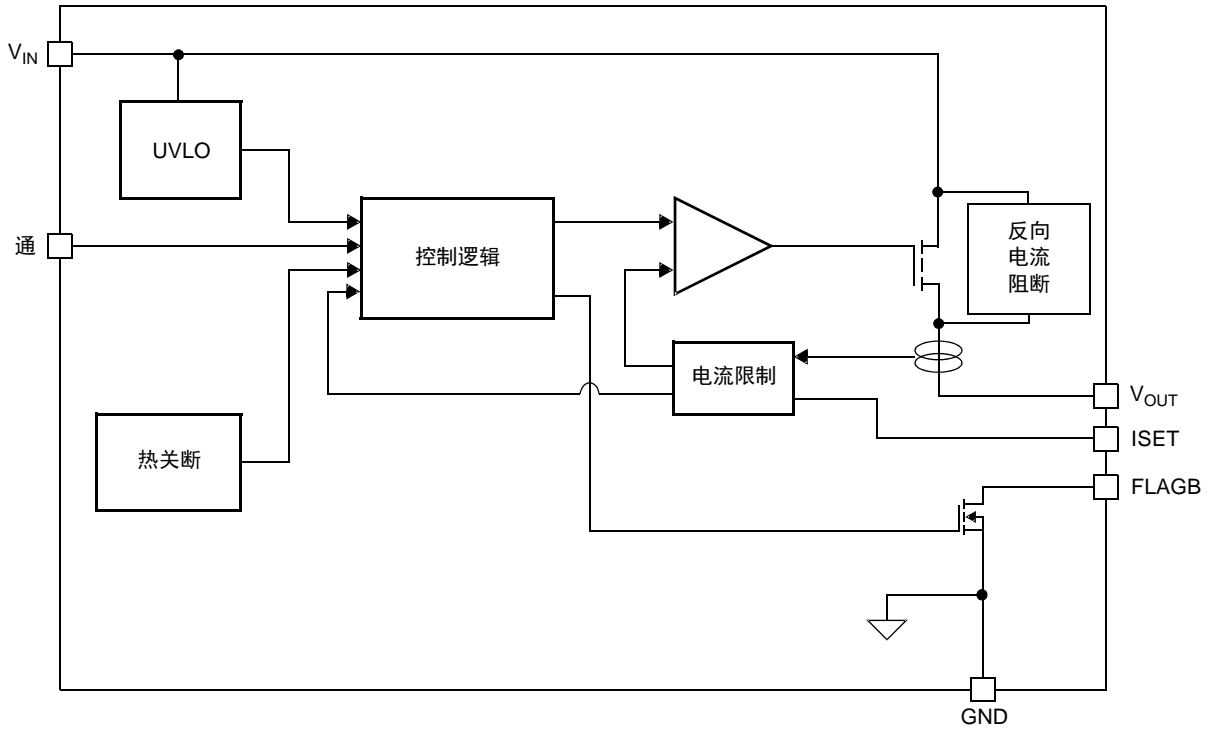 VIN
UVLO
通
控制逻辑
反向
电流
阻断
电流限制
VOUT
ISET
热关断
FLAGB
GND